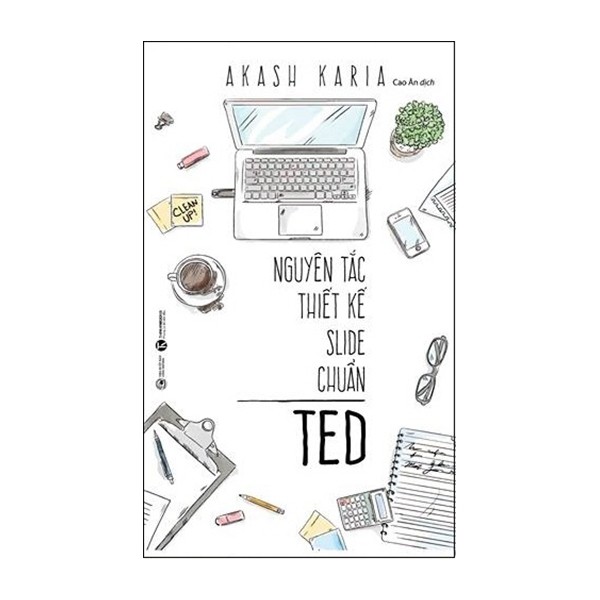 AKASH KARIA
Cao Ân dịch
CLEAN
UP!
NGUYÊN TẮC
THIẾT KẾ
SLIDE
CHUẨN
TED